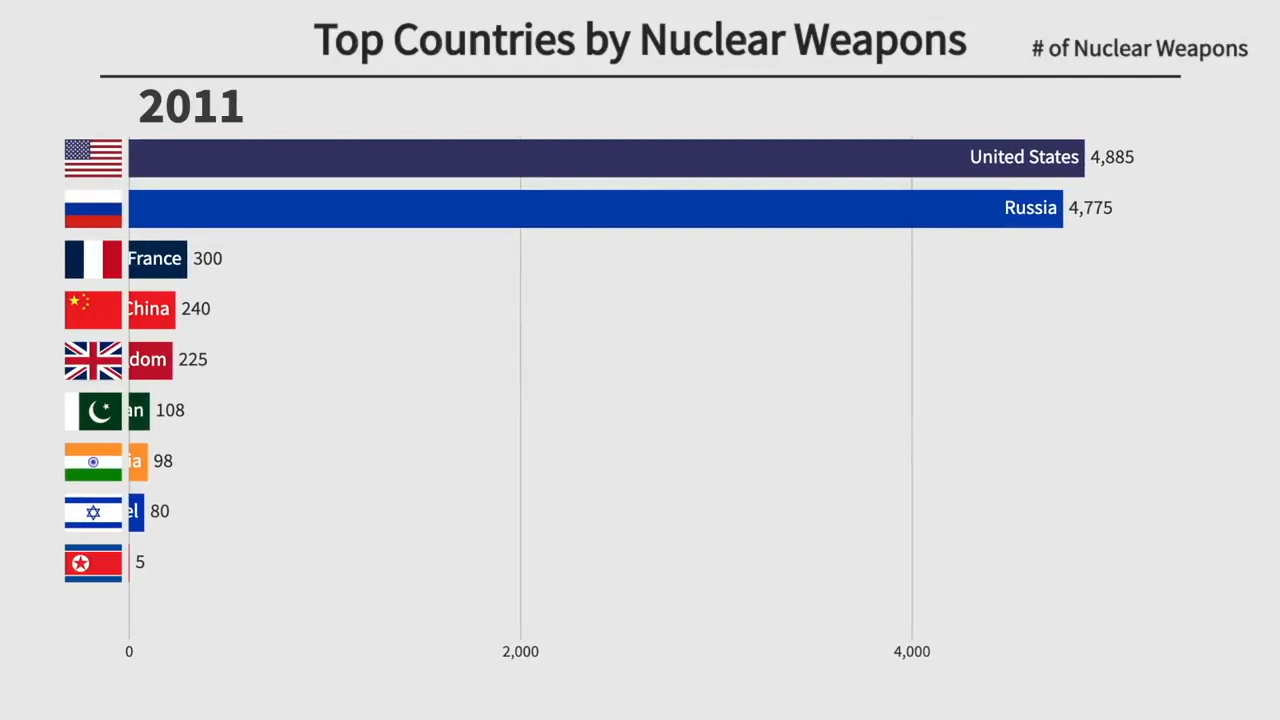 Top Countries by Nuclear Weapons
# of Nuclear Weapons
2011
United States 4,885
Russia 4,775
France 300
China 240
dom 225
an 108
ia 98
el 80
5
0 2,000 4,000